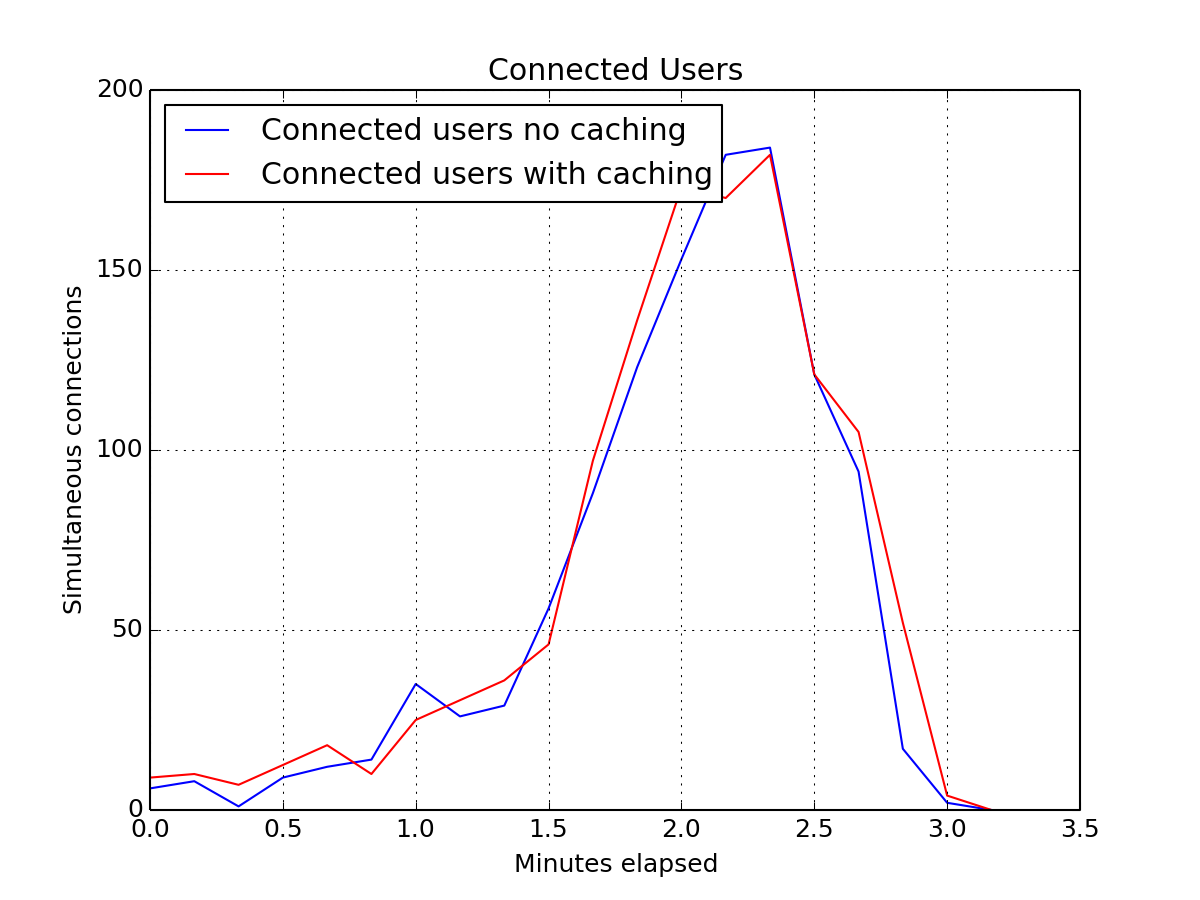 Connected Users
200
Connected users no caching
Connected users with caching
150
100
50
0
Simultaneous connections
0.0 0.5 1.0 1.5 2.0 2.5 3.0 3.5
Minutes elapsed